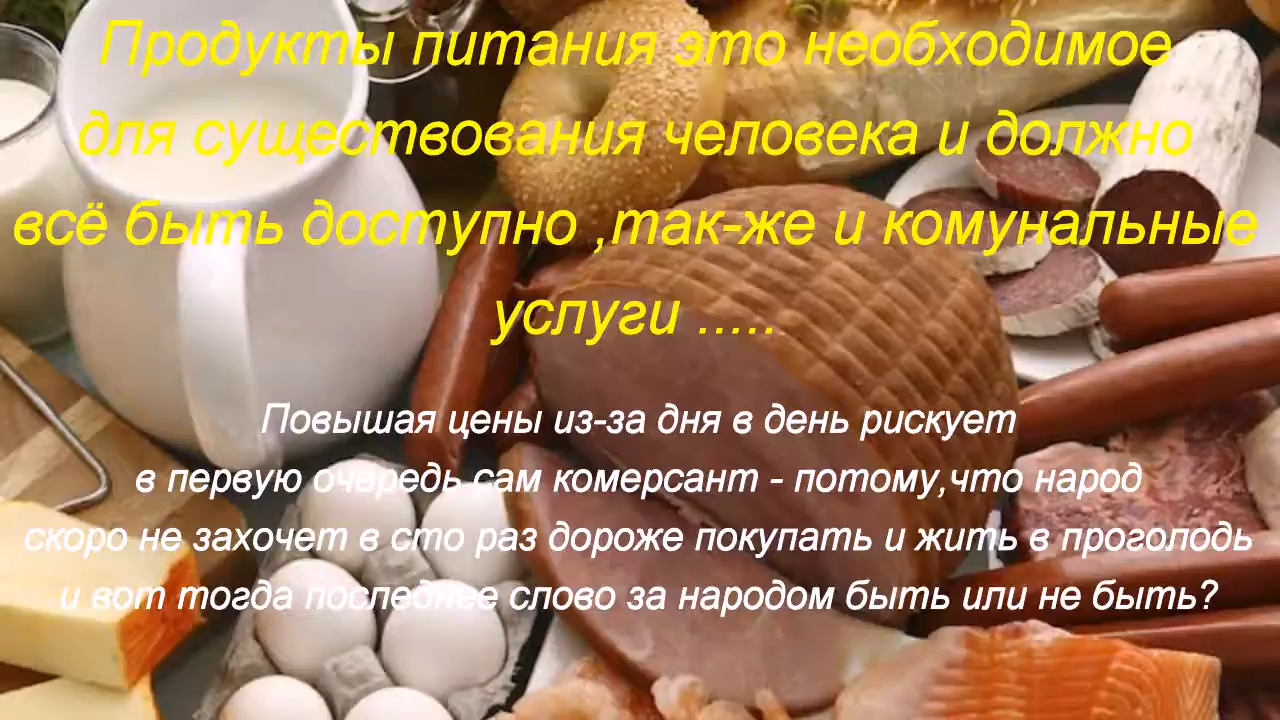 Продукты питания это необходимое
для существования человека и должно
всё быть доступно ,так-же и комунальные
услуги .....
Повышая цены из-за дня в день рискует
в первую очередь сам комерсант - потому,что народ
скоро не захочет в сто раз дороже покупать и жить в проголодь
и вот тогда последнее слово за народом быть или не быть?